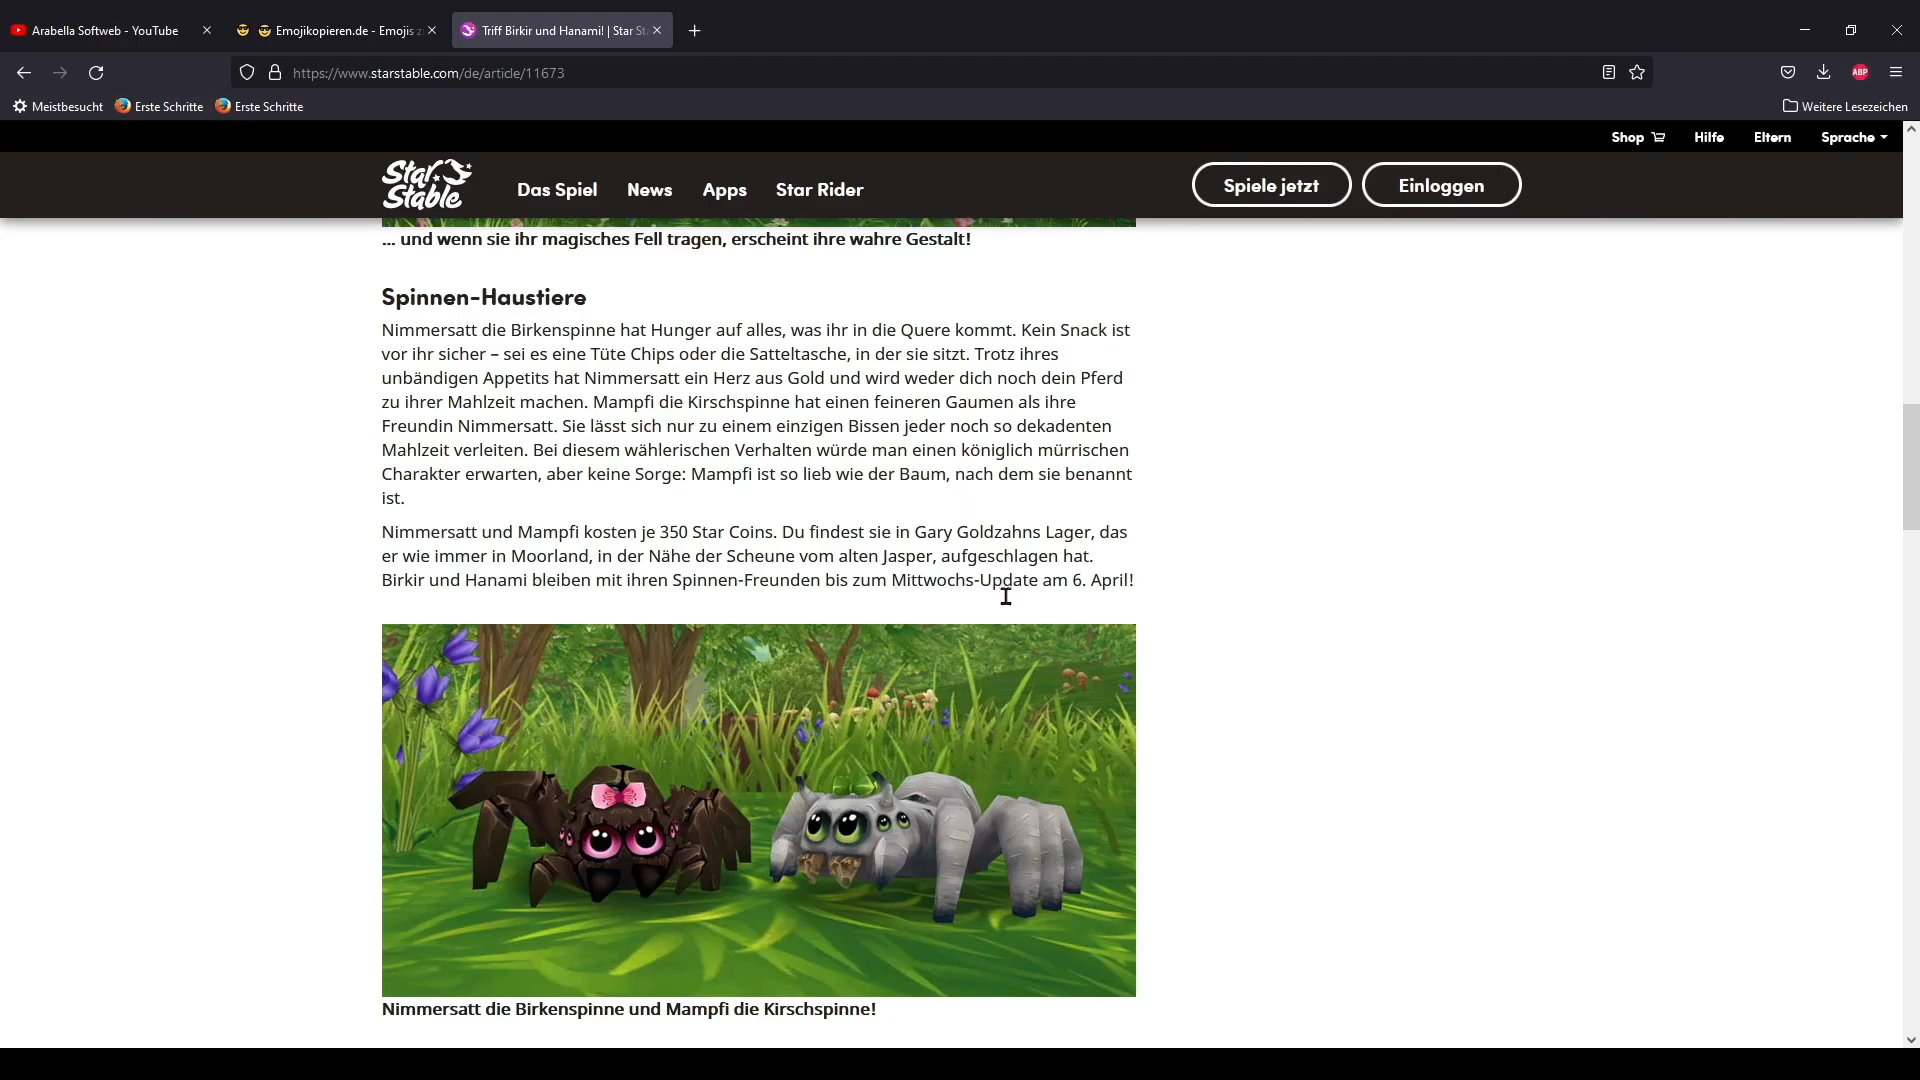 Arabella Softweb - YouTube
Emojikopieren.de - Emojis
Triff Birkir und Hanami! | Star
https://www.starstable.com/de/article/11673
ABP
Meistbesucht
Erste Schritte
Erste Schritte
Weitere Lesezeichen
Shop
Hilfe
Eltern
Sprache
Star Stable
Das Spiel
News
Apps
Star Rider
Spiele jetzt
Einloggen
... und wenn sie ihr magisches Fell tragen, erscheint ihre wahre Gestalt!
Spinnen-Haustiere
Nimmersatt die Birkenspinne hat Hunger auf alles, was ihr in die Quere kommt. Kein Snack ist
vor ihr sicher – sei es eine Tüte Chips oder die Satteltasche, in der sie sitzt. Trotz ihres
unbändigen Appetits hat Nimmersatt ein Herz aus Gold und wird weder dich noch dein Pferd
zu ihrer Mahlzeit machen. Mampfi die Kirschspinne hat einen feineren Gaumen als ihre
Freundin Nimmersatt. Sie lässt sich nur zu einem einzigen Bissen jeder noch so dekadenten
Mahlzeit verleiten. Bei diesem wählerischen Verhalten würde man einen königlich mürrischen
Charakter erwarten, aber keine Sorge: Mampfi ist so lieb wie der Baum, nach dem sie benannt
ist.
Nimmersatt und Mampfi kosten je 350 Star Coins. Du findest sie in Gary Goldzahns Lager, das
er wie immer in Moorland, in der Nähe der Scheune vom alten Jasper, aufgeschlagen hat.
Birkir und Hanami bleiben mit ihren Spinnen-Freunden bis zum Mittwochs-Update am 6. April!
Nimmersatt die Birkenspinne und Mampfi die Kirschspinne!